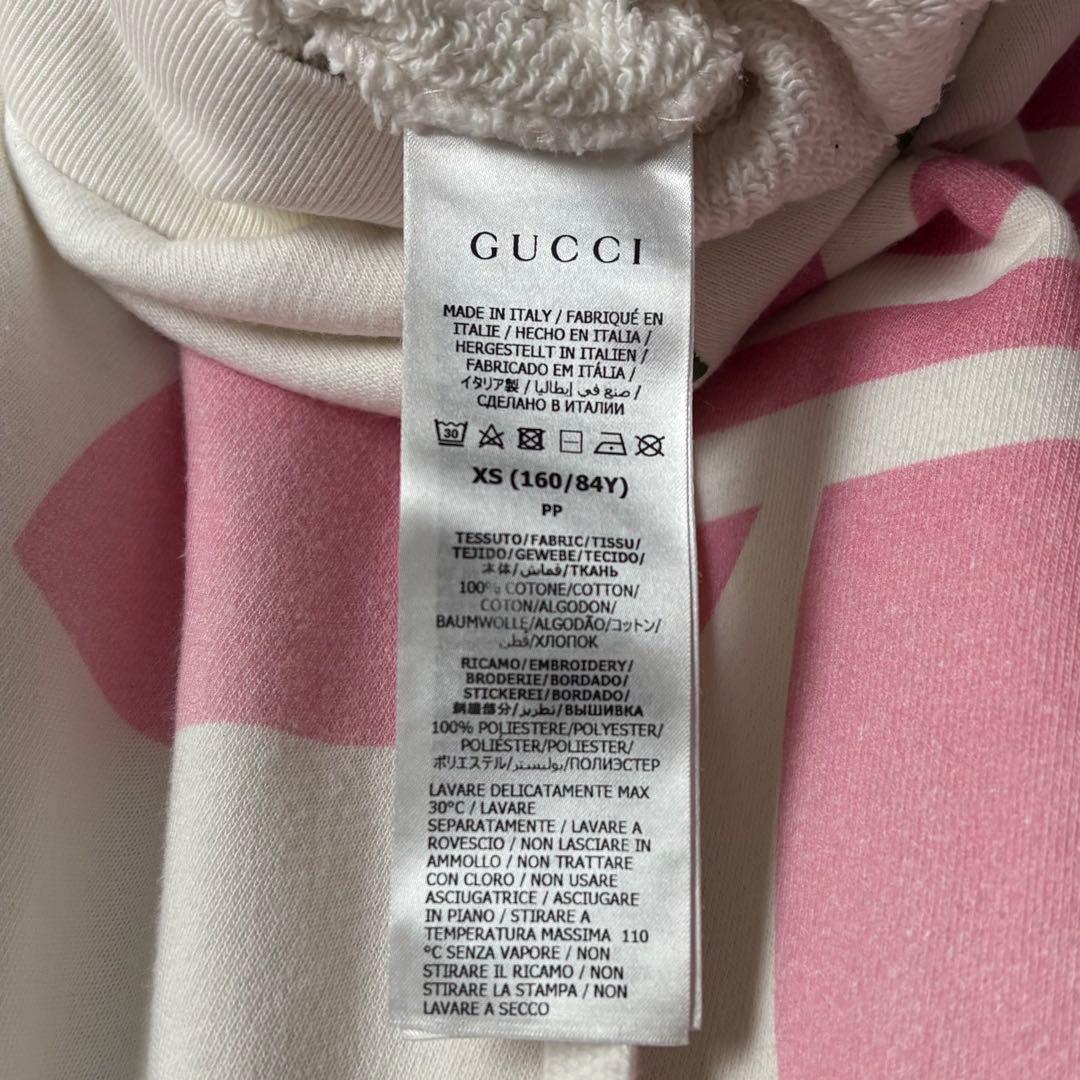 GUCCI
MADE IN ITALY / FABRIQUÉ EN
ITALIE / HECHO EN ITALIA /
HERGESTELLT IN ITALIEN /
FABRICADO EM ITÁLIA /
イタリア製 / صنع في إيطاليا /
СДЕЛАНО В ИТАЛИИ
30
XS (160/84Y)
PP
TESSUTO/FABRIC/TISSU/
TEJIDO/GEWEBE/TECIDO/
本体/قماش/ТКАНЬ
100% COTONE/COTTON/
COTON/ALGODON/
BAUMWOLLE/ALGODÃO/コットン/
قطن/ХЛОПОК
RICAMO/EMBROIDERY/
BRODERIE/BORDADO/
STICKEREI/BORDADO/
刺繍部分/تطريز/ВЫШИВКА
100% POLIESTERE/POLYESTER/
POLIÉSTER/POLIESTER/
ポリエステル/بوليستر/ПОЛИЭСТЕР
LAVARE DELICATAMENTE MAX
30°C / LAVARE
SEPARATAMENTE / LAVARE A
ROVESCIO / NON LASCIARE IN
AMMOLLO / NON TRATTARE
CON CLORO / NON USARE
ASCIUGATRICE / ASCIUGARE
IN PIANO / STIRARE A
TEMPERATURA MASSIMA 110
°C SENZA VAPORE / NON
STIRARE IL RICAMO / NON
STIRARE LA STAMPA / NON
LAVARE A SECCO